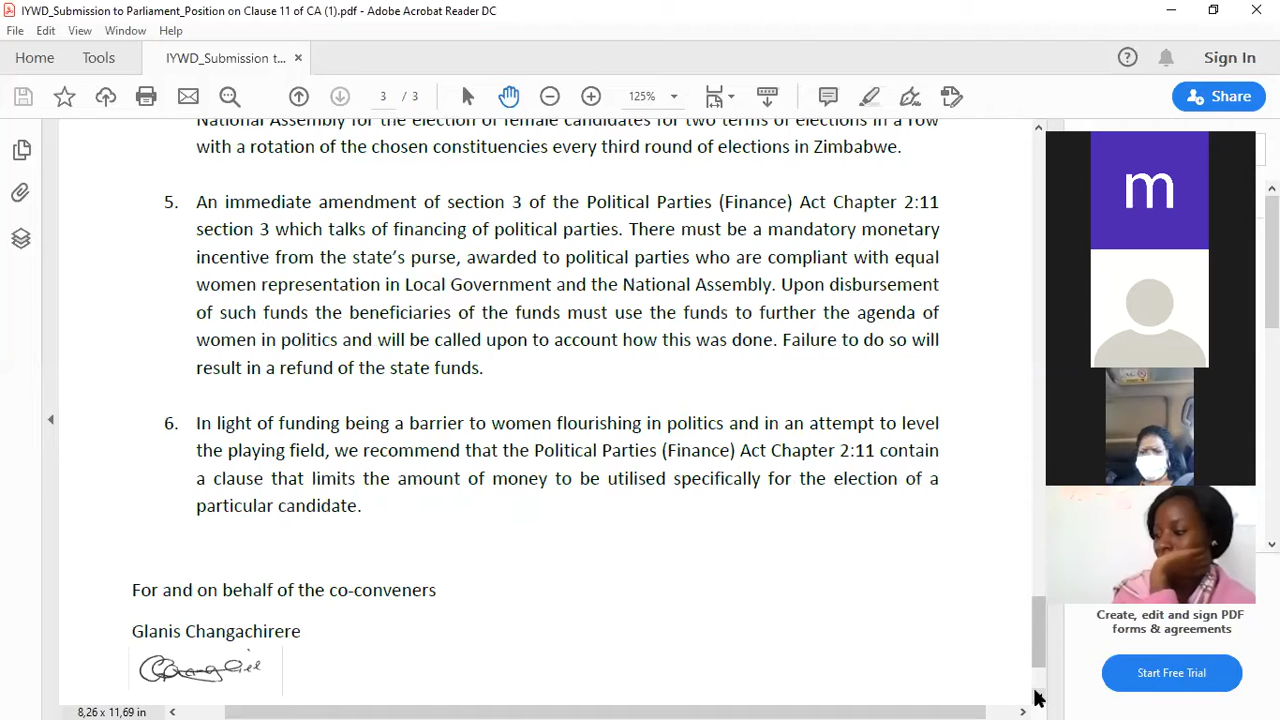 IYWD_Submission to Parliament_Position on Clause 11 of CA (1).pdf - Adobe Acrobat Reader DC
File Edit View Window Help
Home Tools IYWD_Submission t... ×
Sign In
3 / 3 125% Share
National Assembly for the election of female candidates for two terms of elections in a row
with a rotation of the chosen constituencies every third round of elections in Zimbabwe.
5. An immediate amendment of section 3 of the Political Parties (Finance) Act Chapter 2:11
section 3 which talks of financing of political parties. There must be a mandatory monetary
incentive from the state's purse, awarded to political parties who are compliant with equal
women representation in Local Government and the National Assembly. Upon disbursement
of such funds the beneficiaries of the funds must use the funds to further the agenda of
women in politics and will be called upon to account how this was done. Failure to do so will
result in a refund of the state funds.
6. In light of funding being a barrier to women flourishing in politics and in an attempt to level
the playing field, we recommend that the Political Parties (Finance) Act Chapter 2:11 contain
a clause that limits the amount of money to be utilised specifically for the election of a
particular candidate.
For and on behalf of the co-conveners
Glanis Changachirere
8,26 x 11,69 in
m
Create, edit and sign PDF
forms & agreements
Start Free Trial